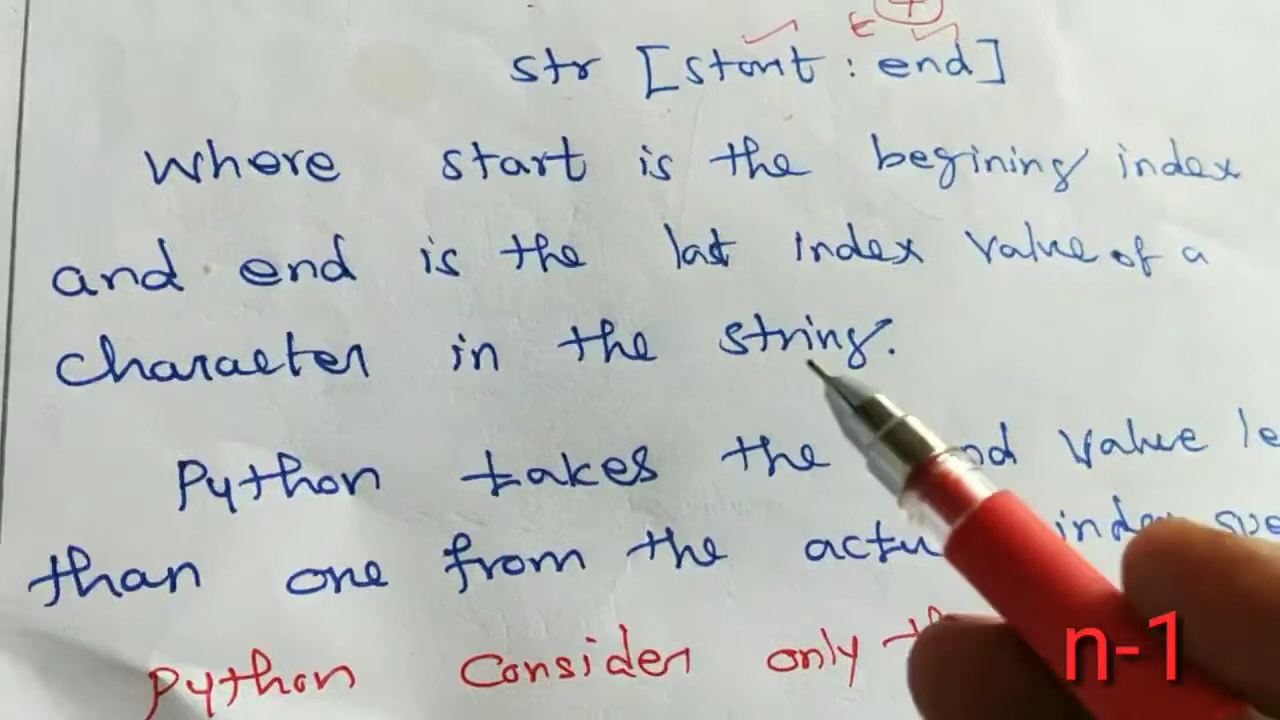 str [start : end]
where start is the begining index
and end is the last index value of a
character in the string.
Python takes the value
than one from the
Python Consider only
n-1